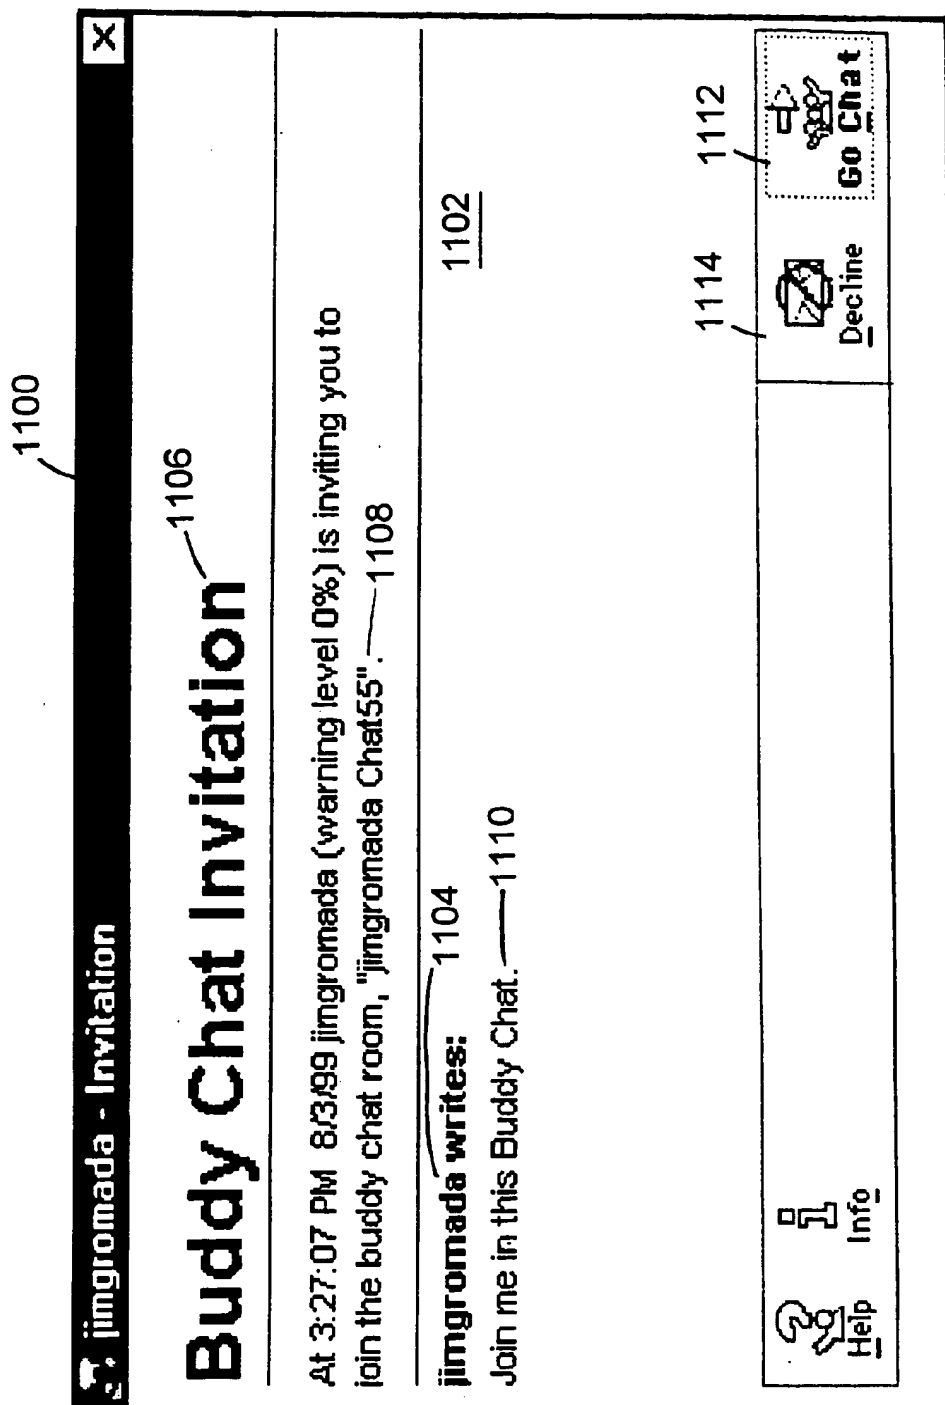 1100
jimgromada - Invitation X
Buddy Chat Invitation 1106
At 3:27:07 PM 8/3/99 jimgromada (warning level 0%) is inviting you to
join the buddy chat room, "jimgromada Chat55". 1108
1104
1102
jimgromada writes:
Join me in this Buddy Chat. 1110
1114 1112
Help Info Decline Go Chat